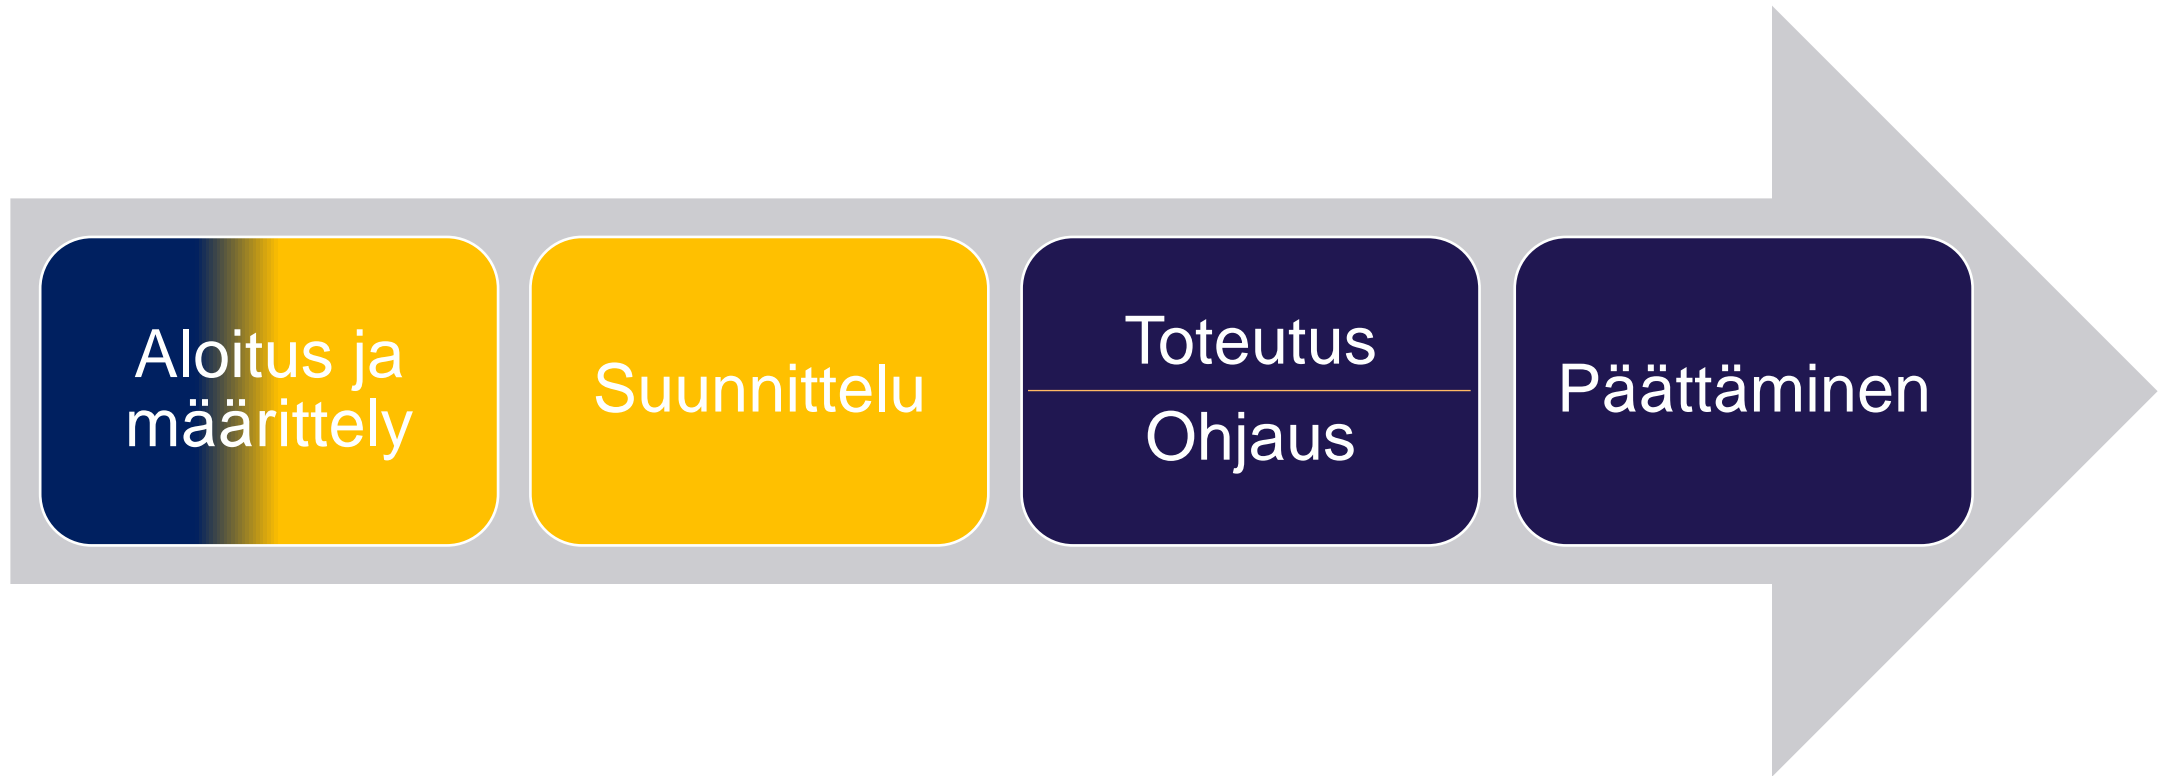 Aloitus ja
määrittely
Suunnittelu
Toteutus
Ohjaus
Päättäminen